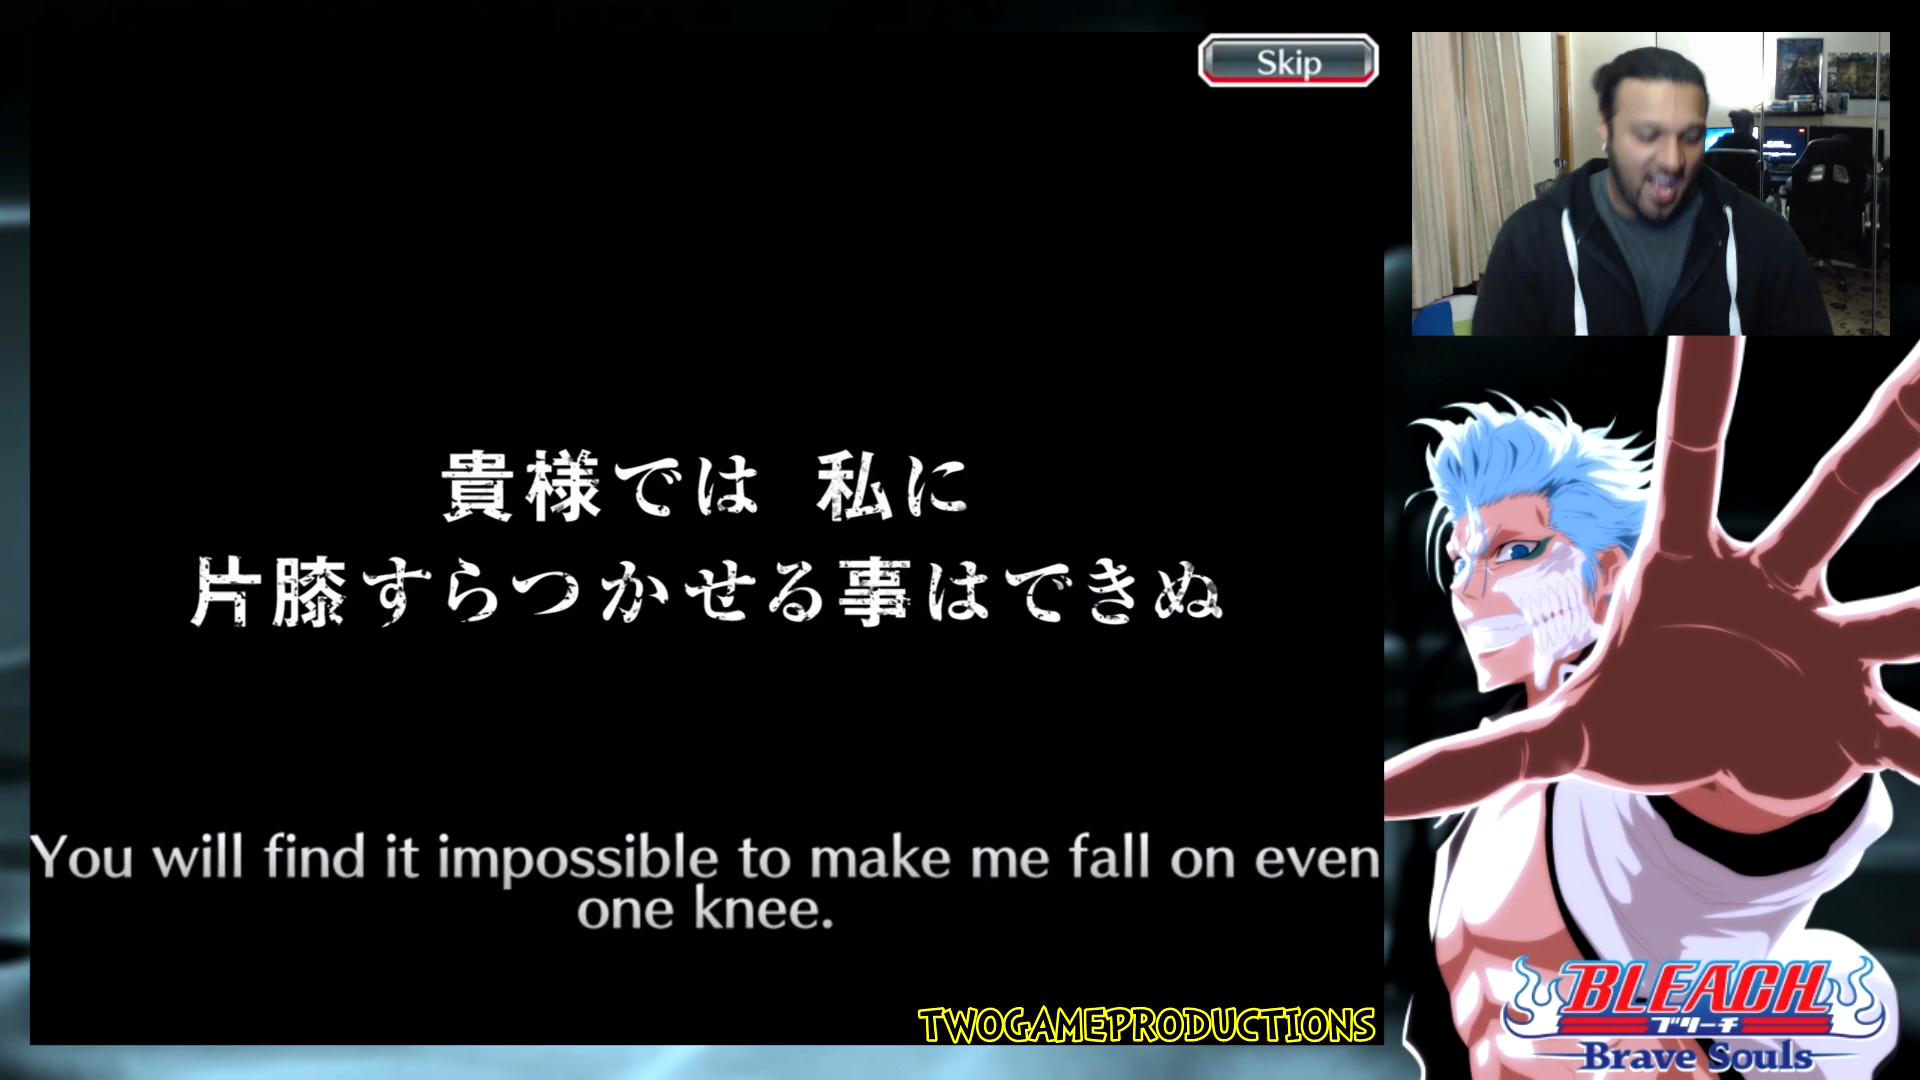 Skip
貴様では 私に
片膝すらつかせる事はできぬ
You will find it impossible to make me fall on even
one knee.
TWOGAMEPRODUCTIONS
BLEACH
ブリーチ
Brave Souls